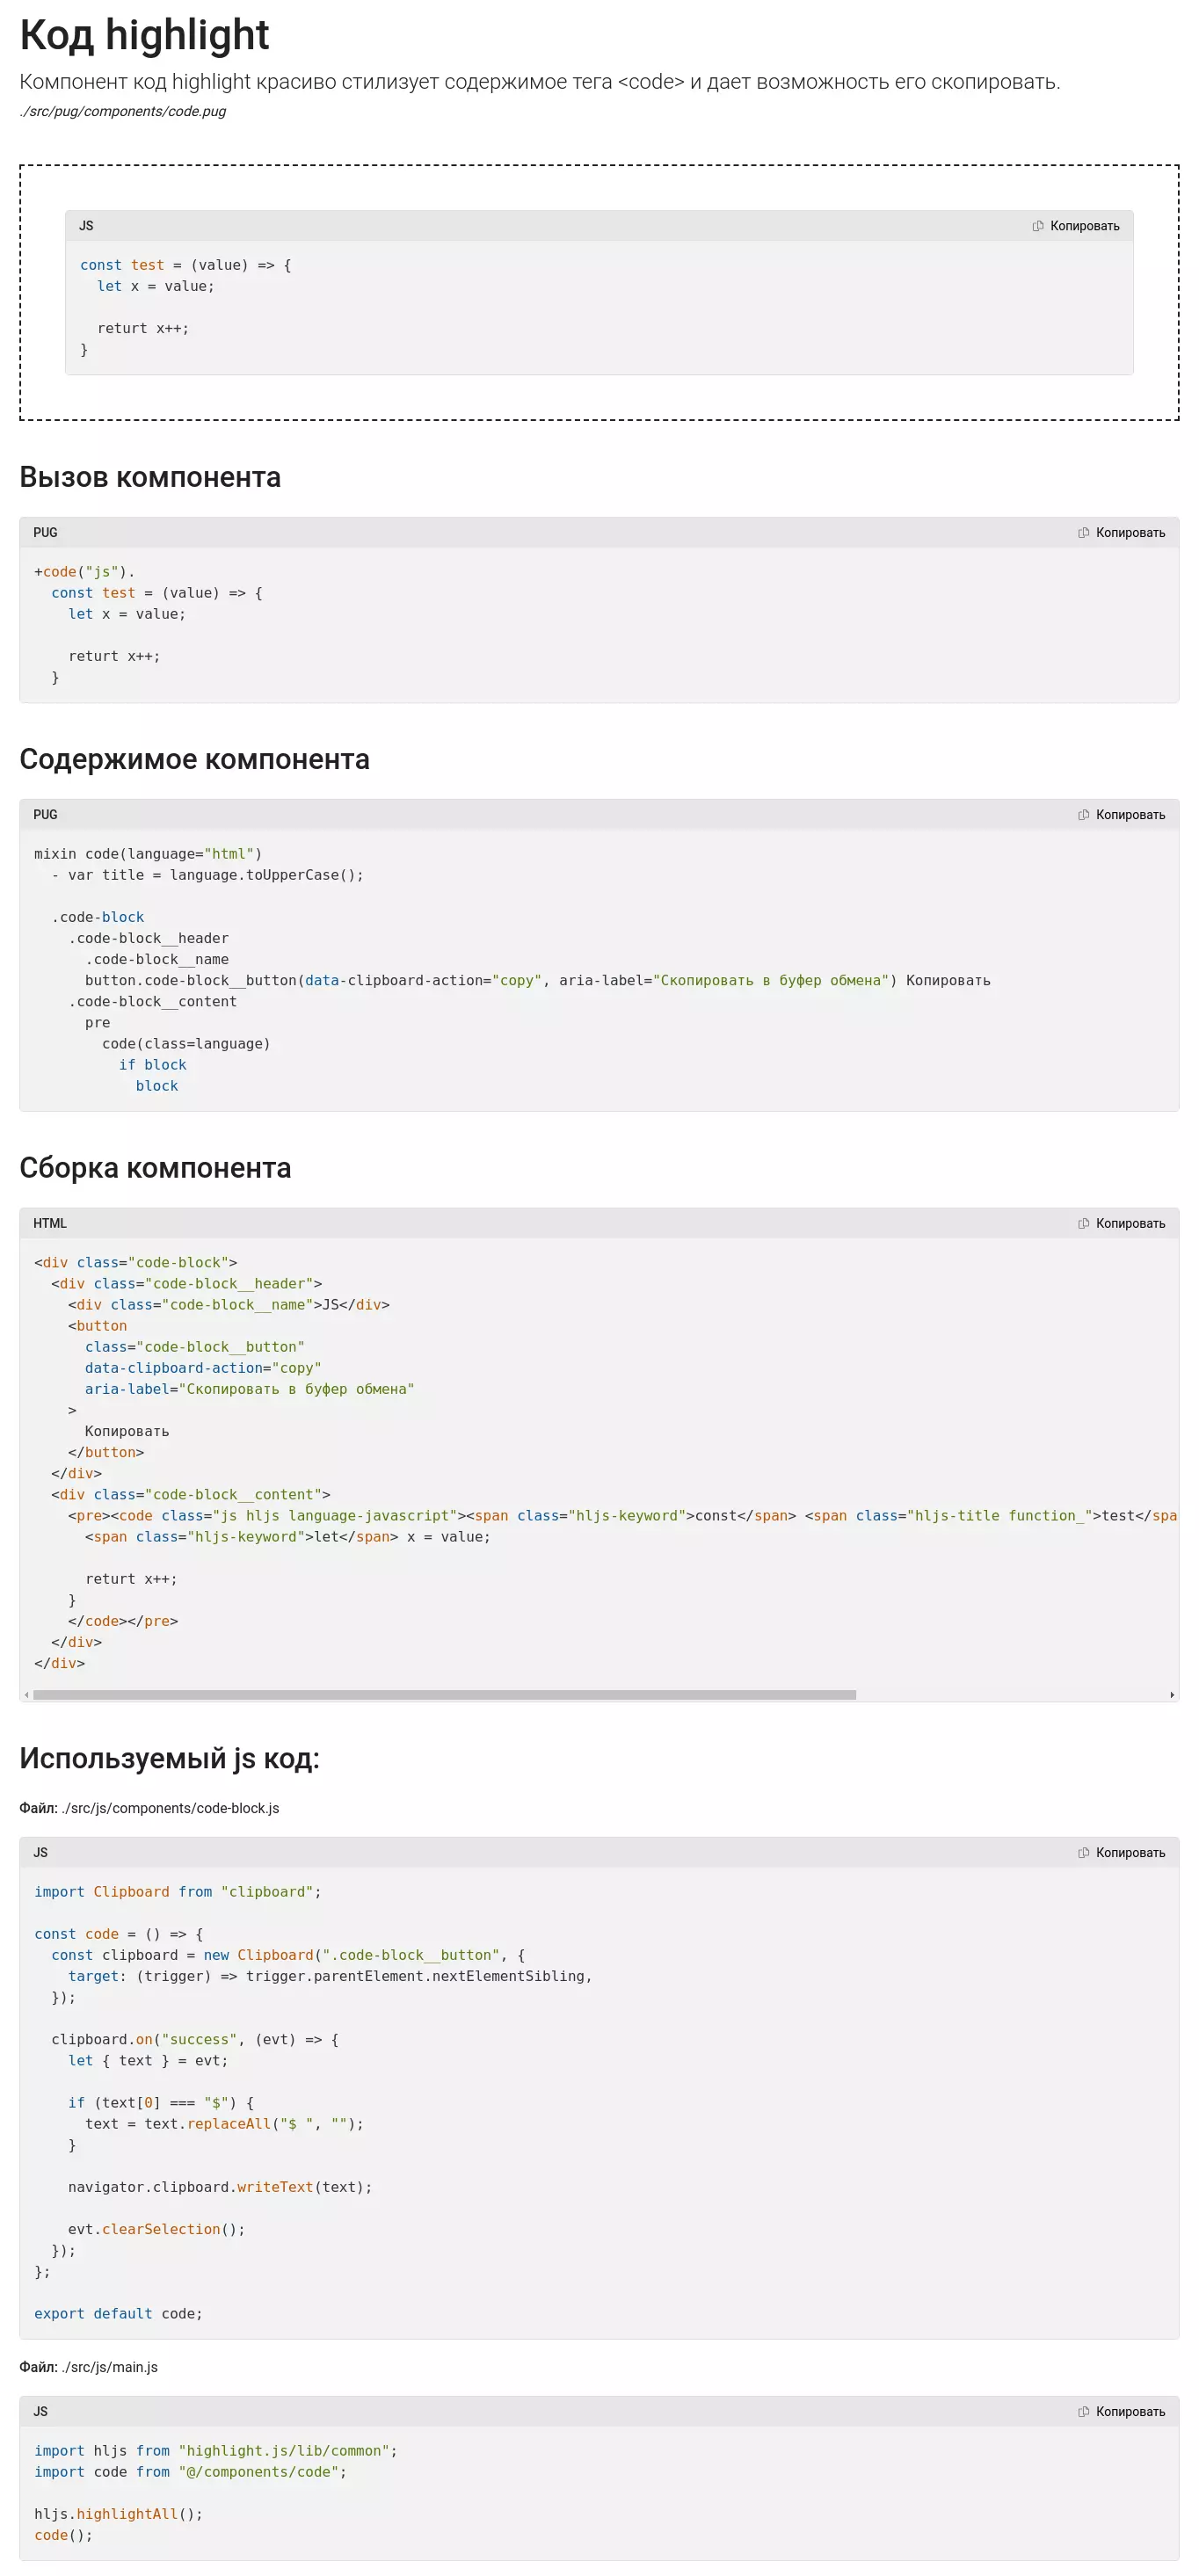 Код highlight
Компонент код highlight красиво стилизует содержимое тега <code> и дает возможность его скопировать.
./src/pug/components/code.pug
JS Копировать
const test = (value) => {
  let x = value;

  returt x++;
}
Вызов компонента
PUG Копировать
+code("js").
  const test = (value) => {
    let x = value;

    returt x++;
  }
Содержимое компонента
PUG Копировать
mixin code(language="html")
  - var title = language.toUpperCase();

  .code-block
    .code-block__header
      .code-block__name
      button.code-block__button(data-clipboard-action="copy", aria-label="Скопировать в буфер обмена") Копировать
    .code-block__content
      pre
        code(class=language)
          if block
            block
Сборка компонента
HTML Копировать
<div class="code-block">
  <div class="code-block__header">
    <div class="code-block__name">JS</div>
    <button
      class="code-block__button"
      data-clipboard-action="copy"
      aria-label="Скопировать в буфер обмена"
    >
      Копировать
    </button>
  </div>
  <div class="code-block__content">
    <pre><code class="js hljs language-javascript"><span class="hljs-keyword">const</span> <span class="hljs-title function_">test</spa
      <span class="hljs-keyword">let</span> x = value;

      returt x++;
    }
    </code></pre>
  </div>
</div>
Используемый js код:
Файл: ./src/js/components/code-block.js
JS Копировать
import Clipboard from "clipboard";

const code = () => {
  const clipboard = new Clipboard(".code-block__button", {
    target: (trigger) => trigger.parentElement.nextElementSibling,
  });

  clipboard.on("success", (evt) => {
    let { text } = evt;

    if (text[0] === "$") {
      text = text.replaceAll("$ ", "");
    }

    navigator.clipboard.writeText(text);

    evt.clearSelection();
  });
};

export default code;
Файл: ./src/js/main.js
JS Копировать
import hljs from "highlight.js/lib/common";
import code from "@/components/code";

hljs.highlightAll();
code();